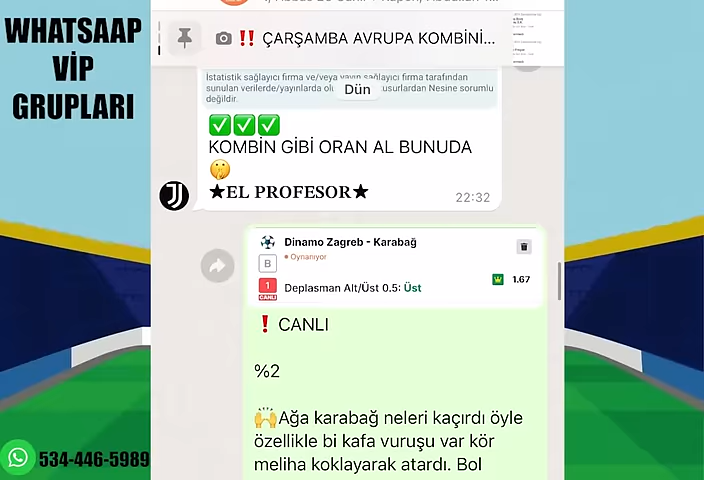 WHATSAAP
VİP
GRUPLARI
‼️ ÇARŞAMBA AVRUPA KOMBİNİ...
İstatistik sağlayıcı firma ve/veya yayın sağlayıcı firma tarafından
sunulan verilerde/yayınlarda usurlardan Nesine sorumlu
değildir.
Dün
✅✅✅
KOMBİN GİBİ ORAN AL BUNUDA
🤫
★EL PROFESOR★
22:32
Dinamo Zagreb - Karabağ
B
Oynanıyor
1
CANLI
Deplasman Alt/Üst 0.5: Üst
1.67
❗ CANLI
%2
🙌Ağa karabağ neleri kaçırdı öyle
özellikle bi kafa vuruşu var kör
meliha koklayarak atardı. Bol
534-446-5989